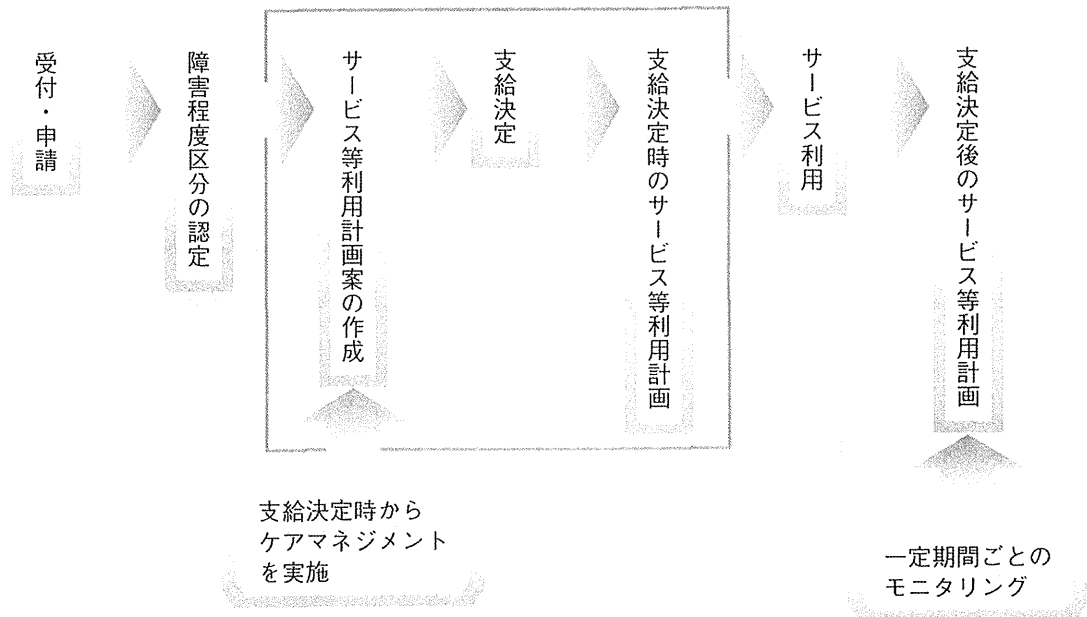 受付・申請
障害程度区分の認定
サービス等利用計画案の作成
支給決定
支給決定時のサービス等利用計画
サービス利用
支給決定後のサービス等利用計画
支給決定時から
ケアマネジメント
を実施
一定期間ごとの
モニタリング